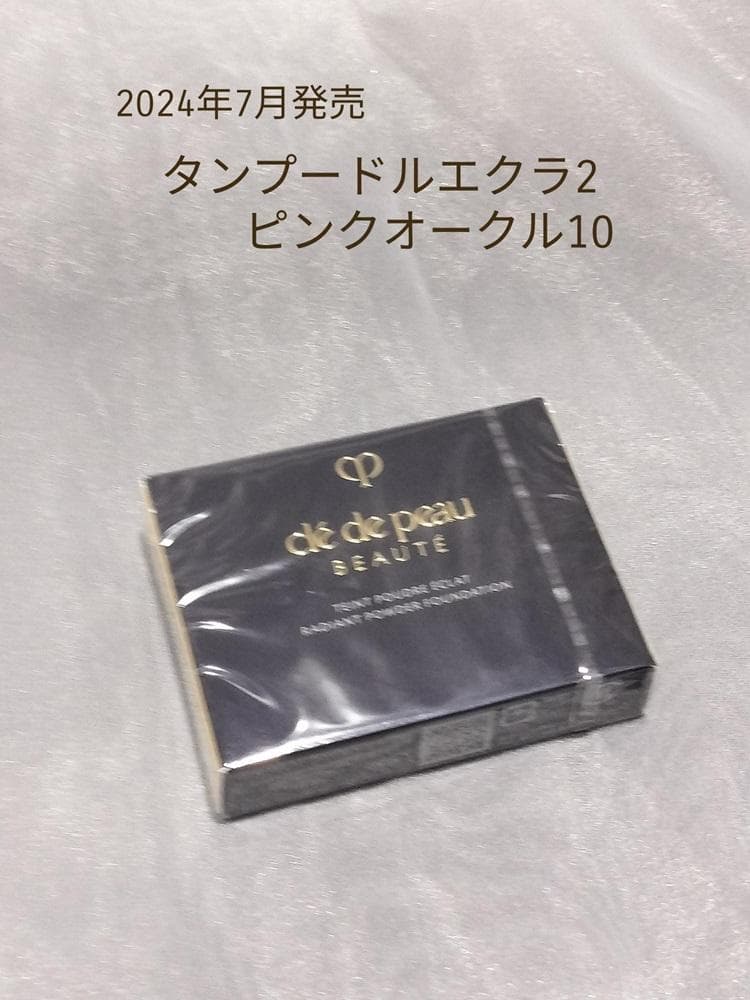 2024年7月発売
タンプードルエクラ2
ピンクオークル10
clé de peau
BEAUTÉ
TEINT POUDRE ÉCLAT
RADIANT POWDER FOUNDATION